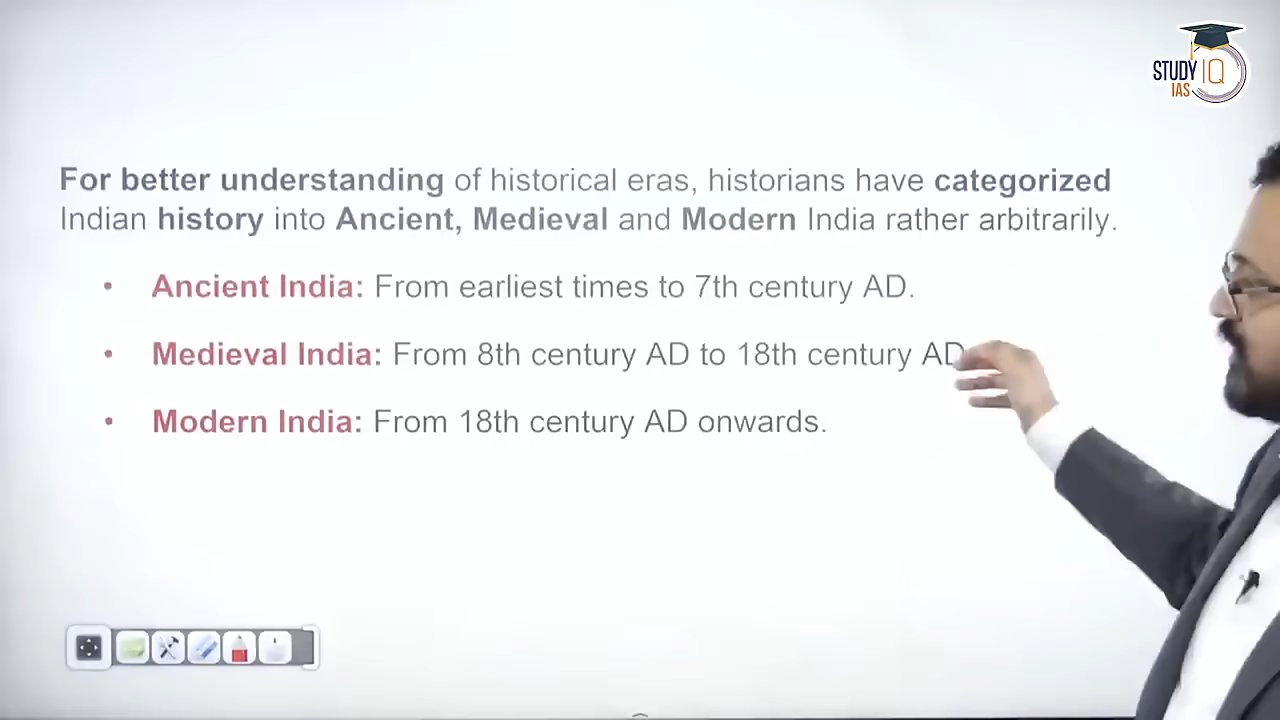 STUDY IQ
IAS
For better understanding of historical eras, historians have categorized
Indian history into Ancient, Medieval and Modern India rather arbitrarily.
• Ancient India: From earliest times to 7th century AD.
• Medieval India: From 8th century AD to 18th century AD
• Modern India: From 18th century AD onwards.